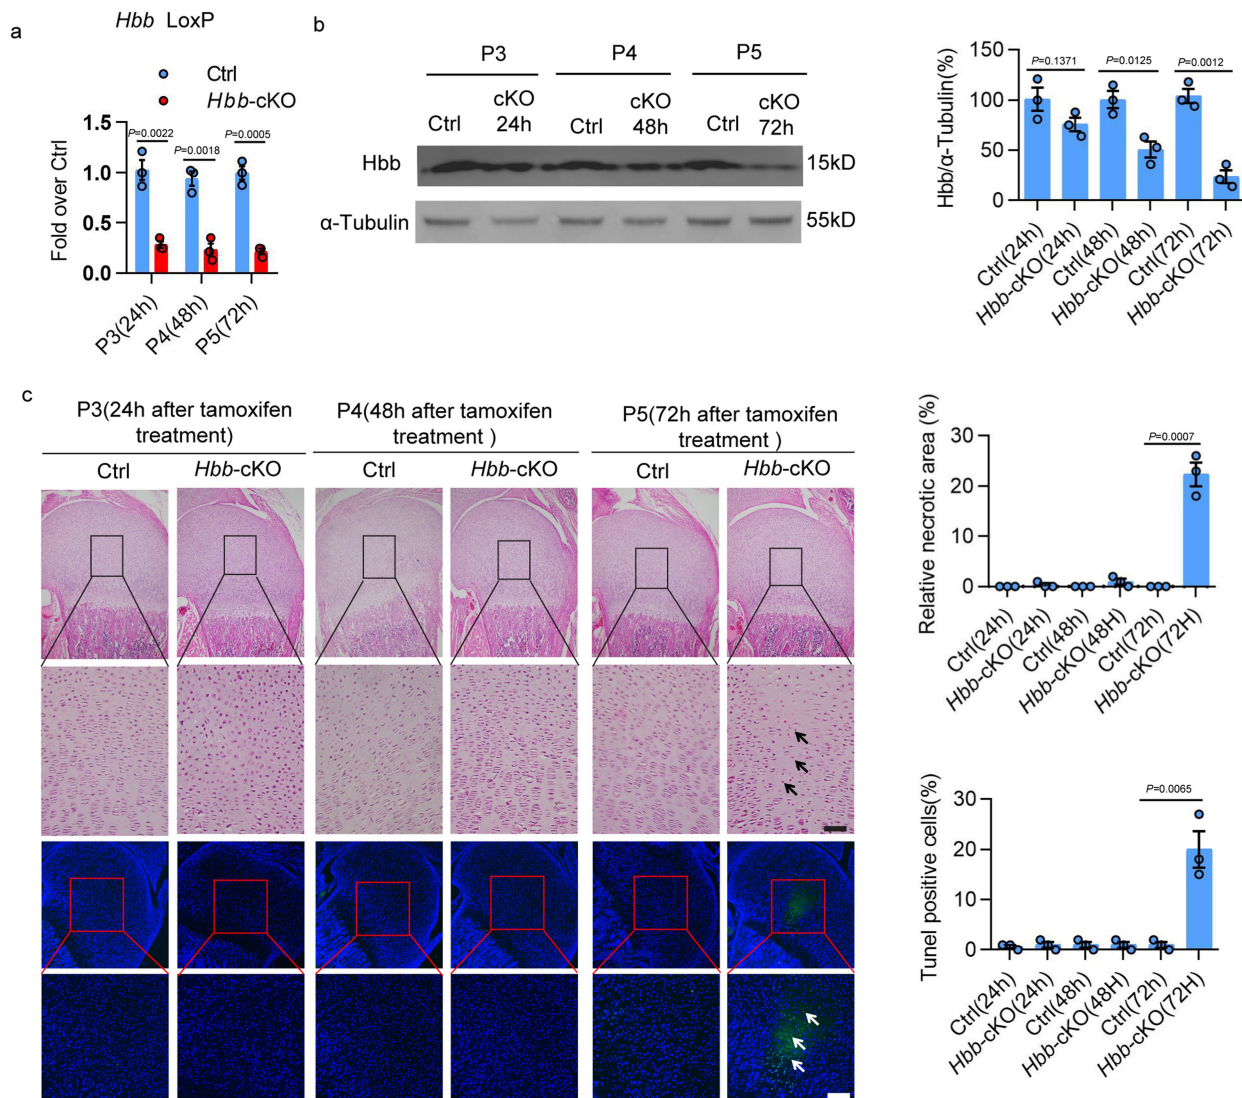 a
Hbb LoxP
Ctrl
Hbb-cKO
Fold over Ctrl
1.5
1.0
0.5
0.0
P=0.0022
P=0.0018
P=0.0005
P3(24h)
P4(48h)
P5(72h)
b
P3 P4 P5
cKO cKO cKO
Ctrl 24h Ctrl 48h Ctrl 72h
Hbb 15kD
α-Tubulin 55kD
Hbb/α-Tubulin(%)
150
100
50
0
P=0.1371
P=0.0125
P=0.0012
Ctrl(24h)
Hbb-cKO(24h)
Ctrl(48h)
Hbb-cKO(48h)
Ctrl(72h)
Hbb-cKO(72h)
c
P3(24h after tamoxifen
treatment)
P4(48h after tamoxifen
treatment )
P5(72h after tamoxifen
treatment )
Ctrl Hbb-cKO Ctrl Hbb-cKO Ctrl Hbb-cKO
Relative necrotic area (%)
30
20
10
0
P=0.0007
Ctrl(24h)
Hbb-cKO(24h)
Ctrl(48h)
Hbb-cKO(48H)
Ctrl(72h)
Hbb-cKO(72H)
Tunel positive cells(%)
30
20
10
0
P=0.0065
Ctrl(24h)
Hbb-cKO(24h)
Ctrl(48h)
Hbb-cKO(48H)
Ctrl(72h)
Hbb-cKO(72H)